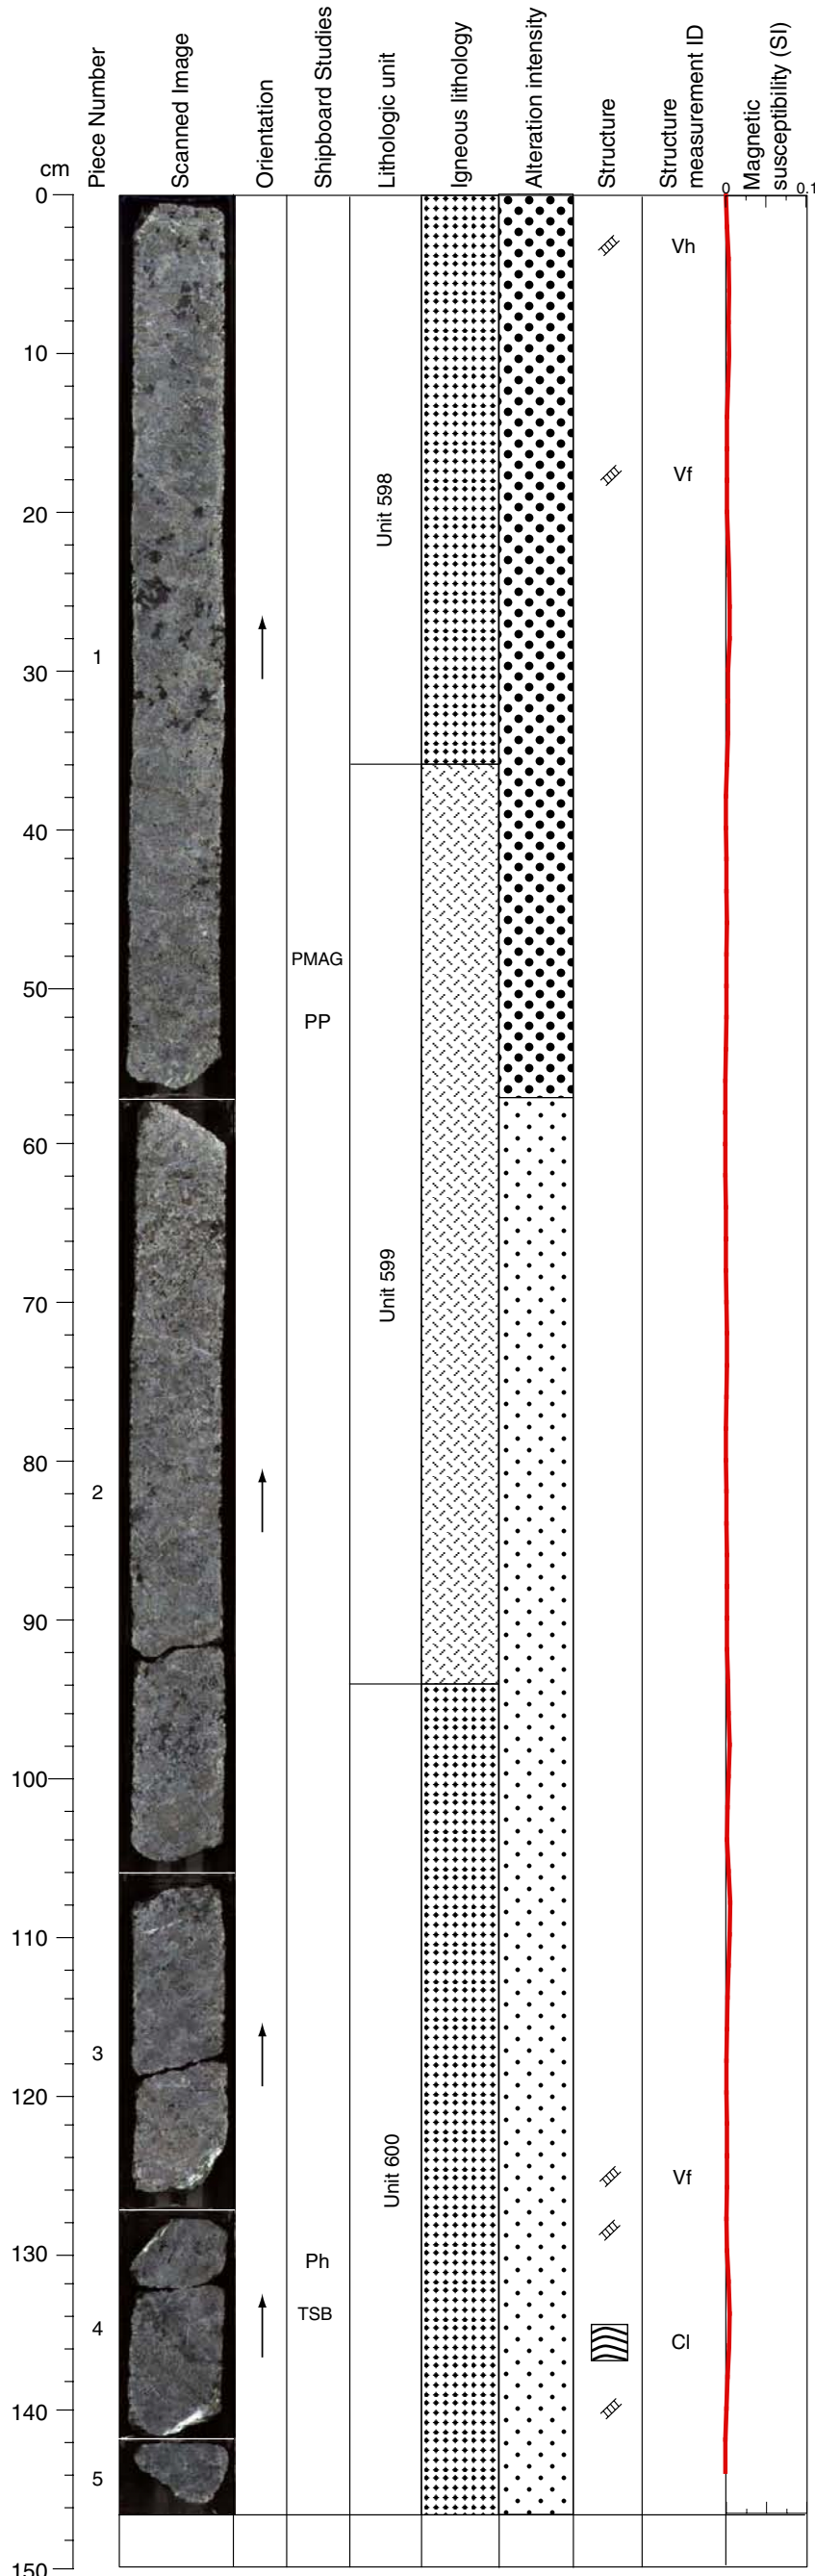 cm
Piece Number
Scanned Image
Orientation
Shipboard Studies
Lithologic unit
Igneous lithology
Alteration intensity
Structure
Structure
measurement ID
Magnetic
susceptibility (SI)
0
0.1
0
Vh
10
Unit 598
Vf
20
1
30
40
PMAG
50
PP
60
Unit 599
70
80
2
90
100
110
3
120
Unit 600
Vf
130
Ph
TSB
4
Cl
140
5
150